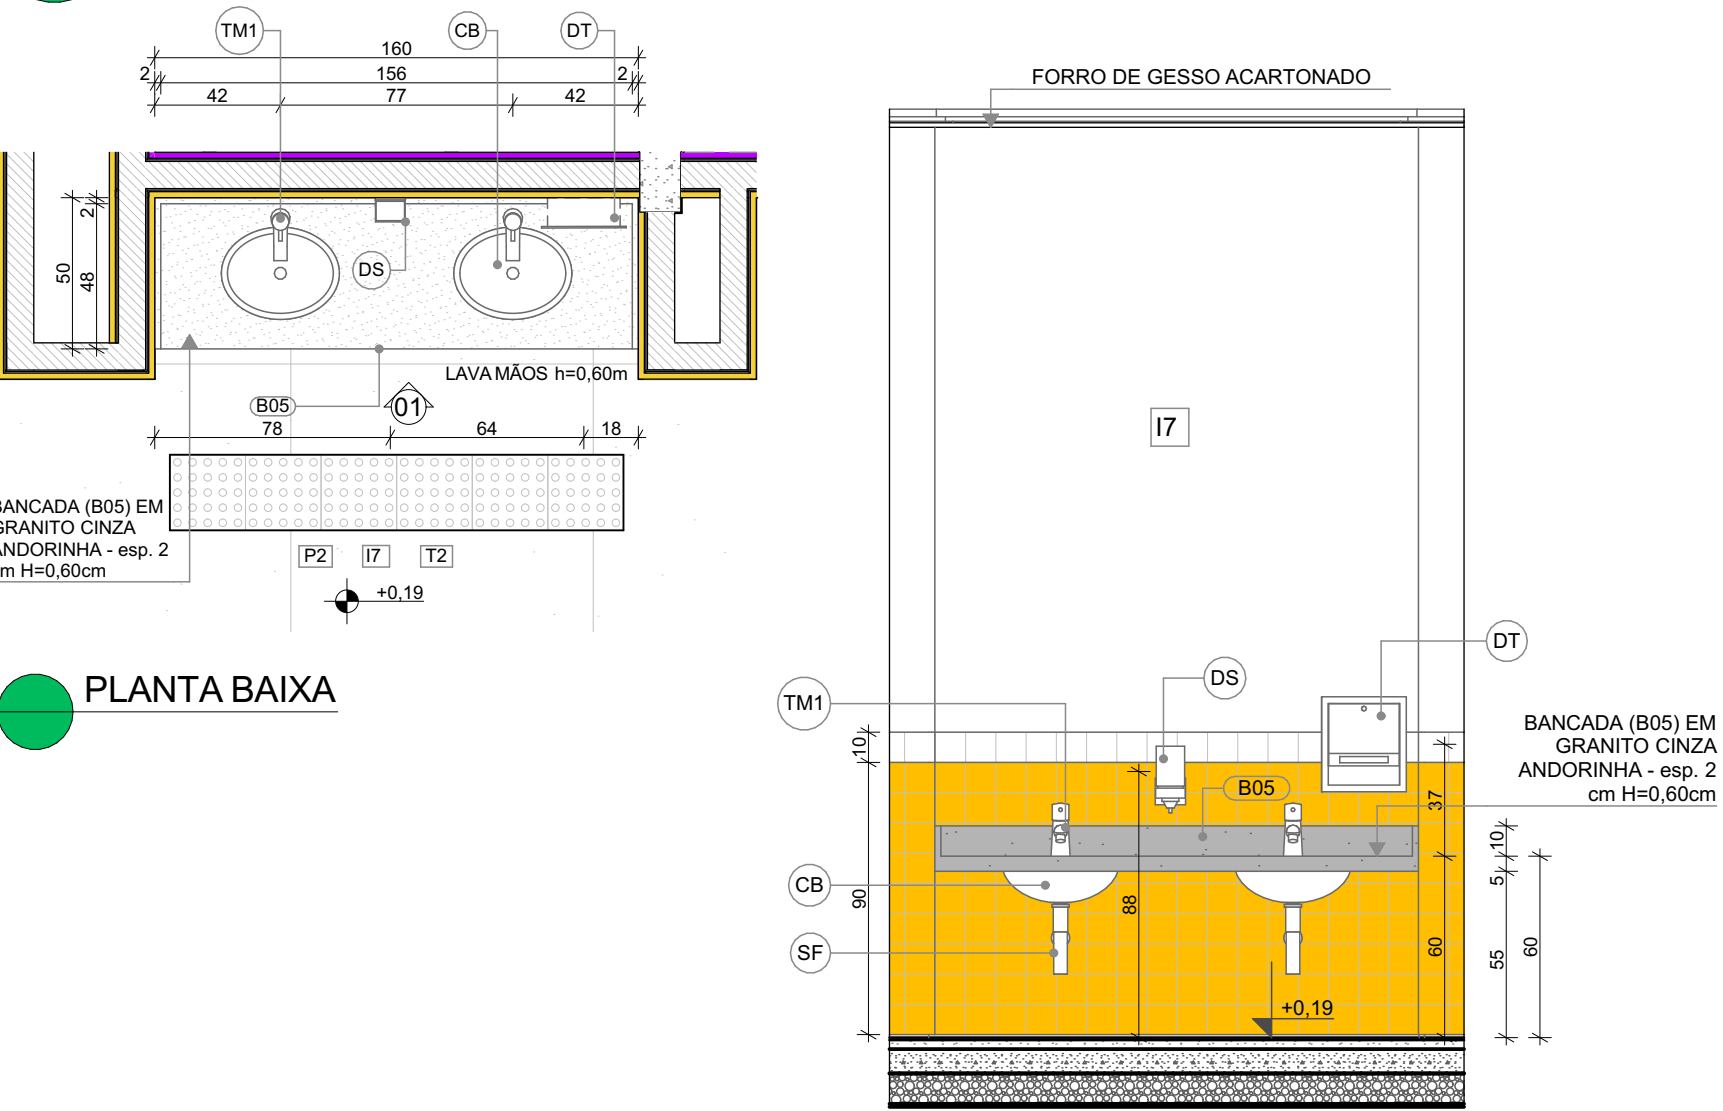 TM1
CB
DT
160
2
156
2
42
77
42
2
50
48
DS
LAVA MÃOS h=0,60m
B05
01
78
64
18
BANCADA (B05) EM
GRANITO CINZA
ANDORINHA - esp. 2
cm H=0,60cm
P2
I7
T2
+0,19
PLANTA BAIXA
FORRO DE GESSO ACARTONADO
I7
DT
DS
TM1
BANCADA (B05) EM
GRANITO CINZA
ANDORINHA - esp. 2
cm H=0,60cm
10
B05
37
10
CB
5
90
88
SF
60
55
60
+0,19